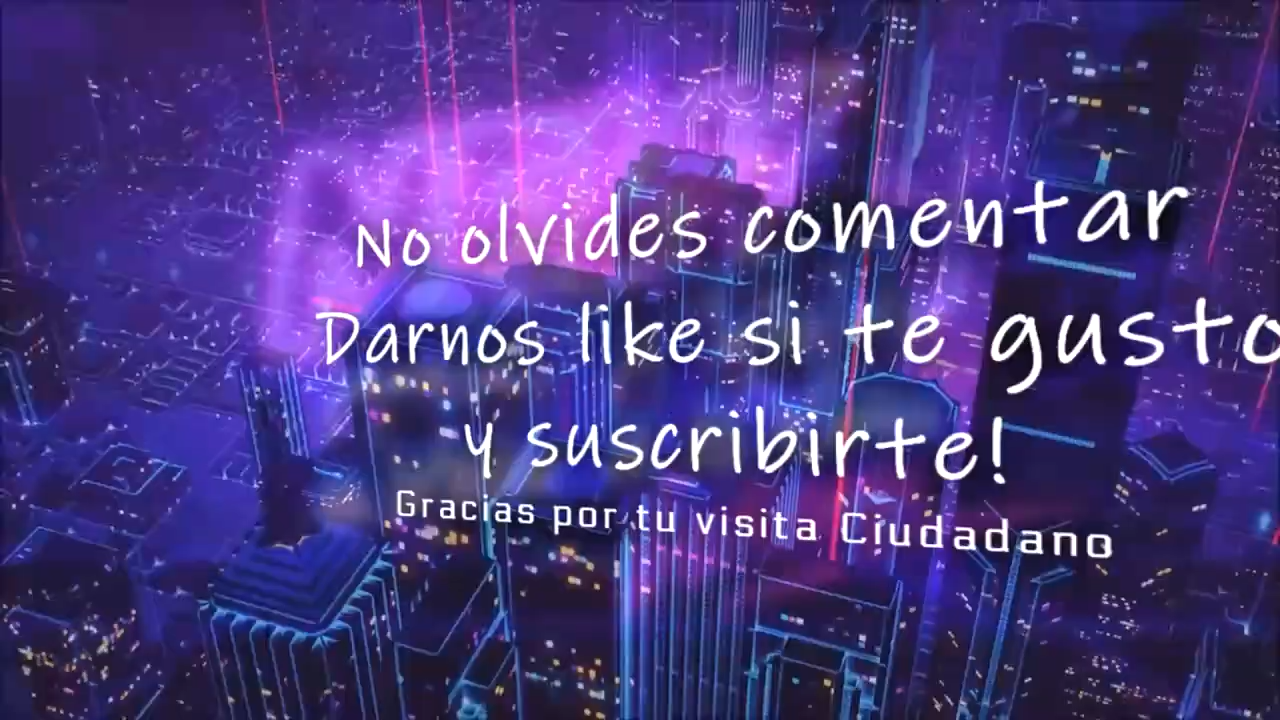 No olvides comentar
Darnos like si te gusto
y suscribirte!
Gracias por tu visita Ciudadano